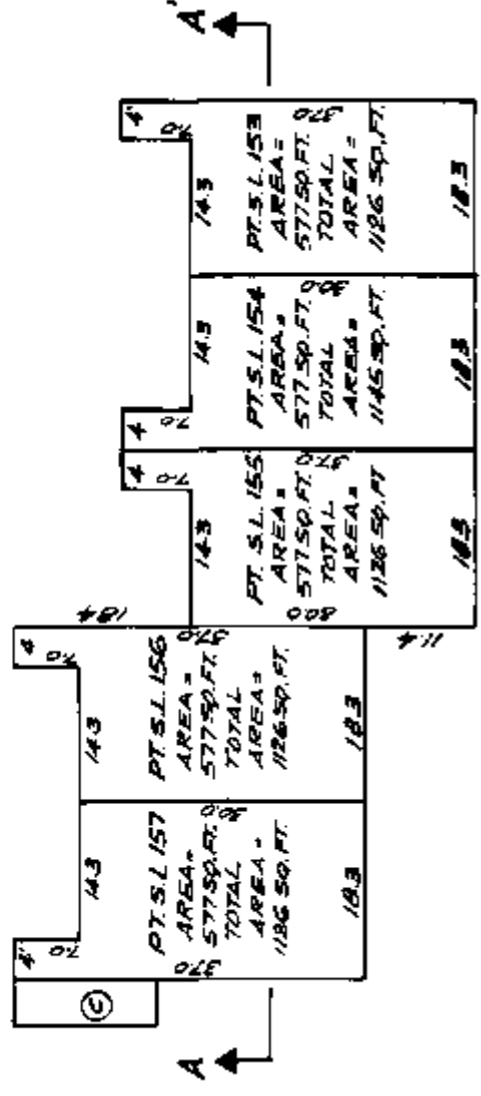 A
4'
7.0
14.3
37.0
PT. S.L. 153
AREA=
577 SQ.FT.
TOTAL
AREA=
1126 SQ.FT.
18.3
14.3
30.0
PT. S.L. 154
AREA=
577 SQ.FT.
TOTAL
AREA=
1145 SQ.FT.
18.3
4
7.0
4
7.0
37.0
14.3
PT. S.L. 155
AREA=
577 SQ.FT.
TOTAL
AREA=
1126 SQ.FT
18.3
30.0
18.4
11.4
4
7.0
37.0
14.3
PT. S.L. 156
AREA=
577 SQ.FT.
TOTAL
AREA=
1126 SQ.FT.
18.3
30.0
14.3
PT. S.L 157
AREA=
577 SQ.FT.
TOTAL
AREA=
1126 SQ.FT.
18.3
4'
7.0
37.0
C
A